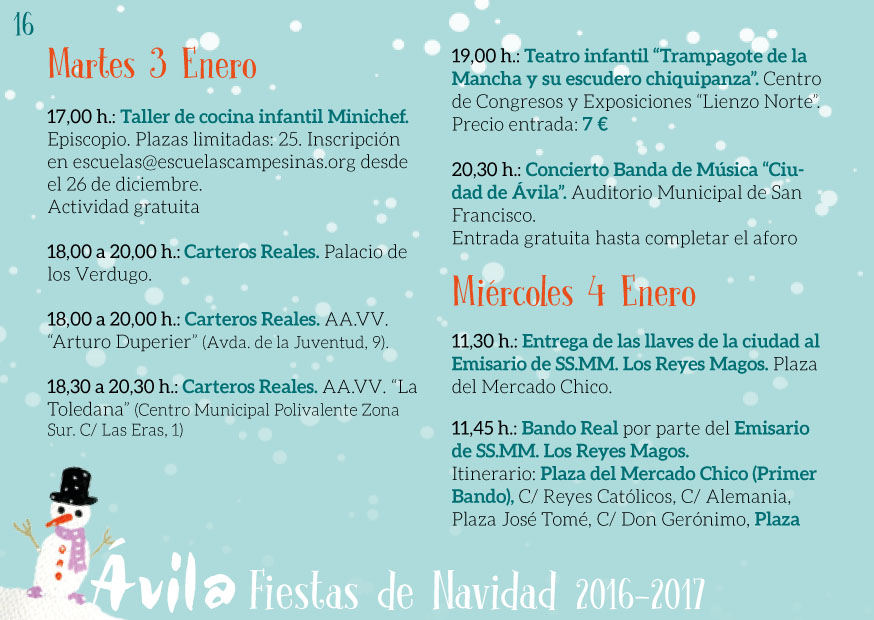 16
Martes 3 Enero
17,00 h.: Taller de cocina infantil Minichef.
Episcopio. Plazas limitadas: 25. Inscripción
en escuelas@escuelascampesinas.org desde
el 26 de diciembre.
Actividad gratuita
18,00 a 20,00 h.: Carteros Reales. Palacio de
los Verdugo.
18,00 a 20,00 h.: Carteros Reales. AA.VV.
“Arturo Duperier” (Avda. de la Juventud, 9).
18,30 a 20,30 h.: Carteros Reales. AA.VV. “La
Toledana” (Centro Municipal Polivalente Zona
Sur. C/ Las Eras, 1)
19,00 h.: Teatro infantil “Trampagote de la
Mancha y su escudero chiquipanza”. Centro
de Congresos y Exposiciones “Lienzo Norte”.
Precio entrada: 7 €
20,30 h.: Concierto Banda de Música “Ciu-
dad de Ávila”. Auditorio Municipal de San
Francisco.
Entrada gratuita hasta completar el aforo
Miércoles 4 Enero
11,30 h.: Entrega de las llaves de la ciudad al
Emisario de SS.MM. Los Reyes Magos. Plaza
del Mercado Chico.
11,45 h.: Bando Real por parte del Emisario
de SS.MM. Los Reyes Magos.
Itinerario: Plaza del Mercado Chico (Primer
Bando), C/ Reyes Católicos, C/ Alemania,
Plaza José Tomé, C/ Don Gerónimo, Plaza
Ávila Fiestas de Navidad 2016-2017